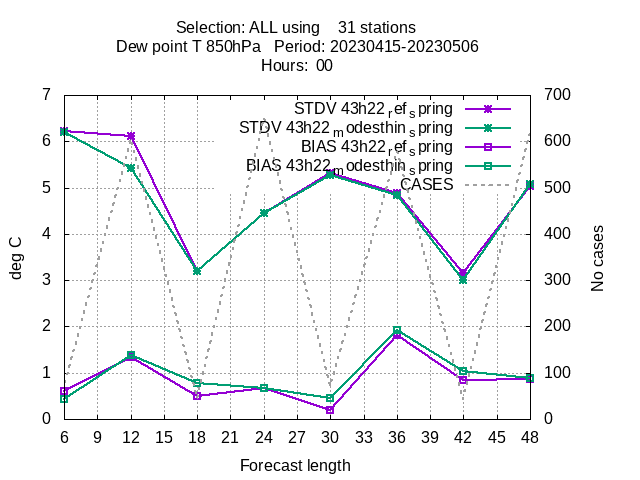 Selection: ALL using    31 stations
Dew point T 850hPa   Period: 20230415-20230506
Hours:  00
STDV 43h22_ref_spring
STDV 43h22_modesthin_spring
BIAS 43h22_ref_spring
BIAS 43h22_modesthin_spring
CASES
7
6
5
4
3
2
1
0
deg C
700
600
500
400
300
200
100
0
No cases
6 9 12 15 18 21 24 27 30 33 36 39 42 45 48
Forecast length